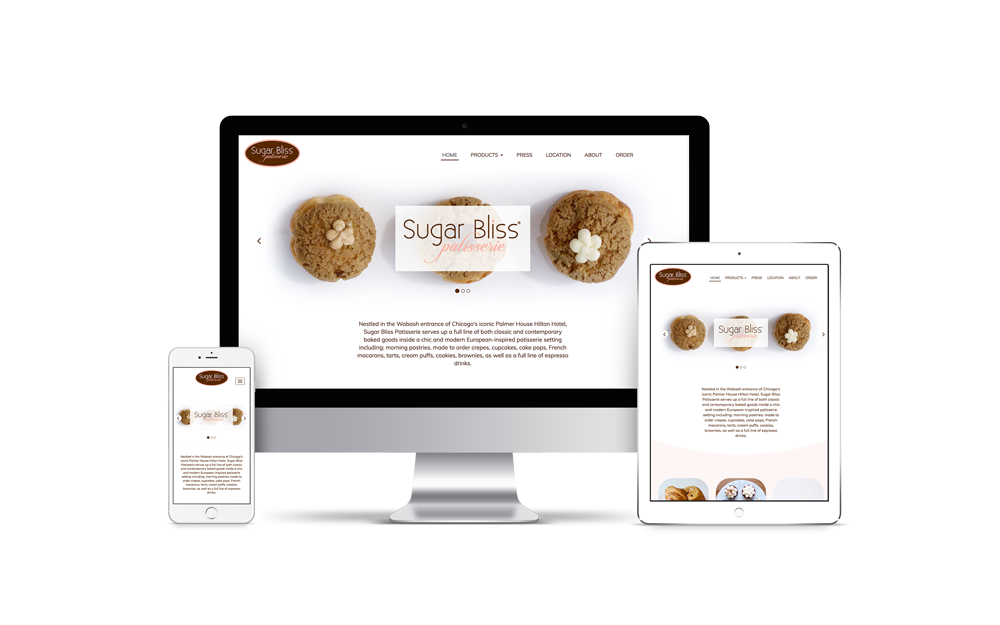 Sugar Bliss
patisserie
HOME PRODUCTS PRESS LOCATION ABOUT ORDER
Sugar Bliss®
patisserie
Nestled in the Wabash entrance of Chicago's iconic Palmer House Hilton Hotel,
Sugar Bliss Patisserie serves up a full line of both classic and contemporary
baked goods inside a chic and modern European-inspired patisserie setting
including: morning pastries, made to order crepes, cupcakes, cake pops, French
macarons, tarts, cream puffs, cookies, brownies, as well as a full line of espresso
drinks.
Sugar Bliss
patisserie
HOME PRODUCTS PRESS LOCATION ABOUT ORDER
Sugar Bliss
patisserie
Nestled in the Wabash entrance of Chicago's
iconic Palmer House Hilton Hotel, Sugar Bliss
Patisserie serves up a full line of both classic
and contemporary baked goods inside a chic
and modern European-inspired patisserie
setting including: morning pastries, made to
order crepes, cupcakes, cake pops, French
macarons, tarts, cream puffs, cookies,
brownies, as well as a full line of espresso
drinks.
Sugar Bliss
patisserie
Sugar Bliss
patisserie
Nestled in the Wabash entrance of Chicago's
iconic Palmer House Hilton Hotel, Sugar Bliss
Patisserie serves up a full line of both classic
and contemporary baked goods inside a chic
and modern European-inspired patisserie
setting including: morning pastries, made to
order crepes, cupcakes, cake pops, French
macarons, tarts, cream puffs, cookies,
brownies, as well as a full line of espresso
drinks.